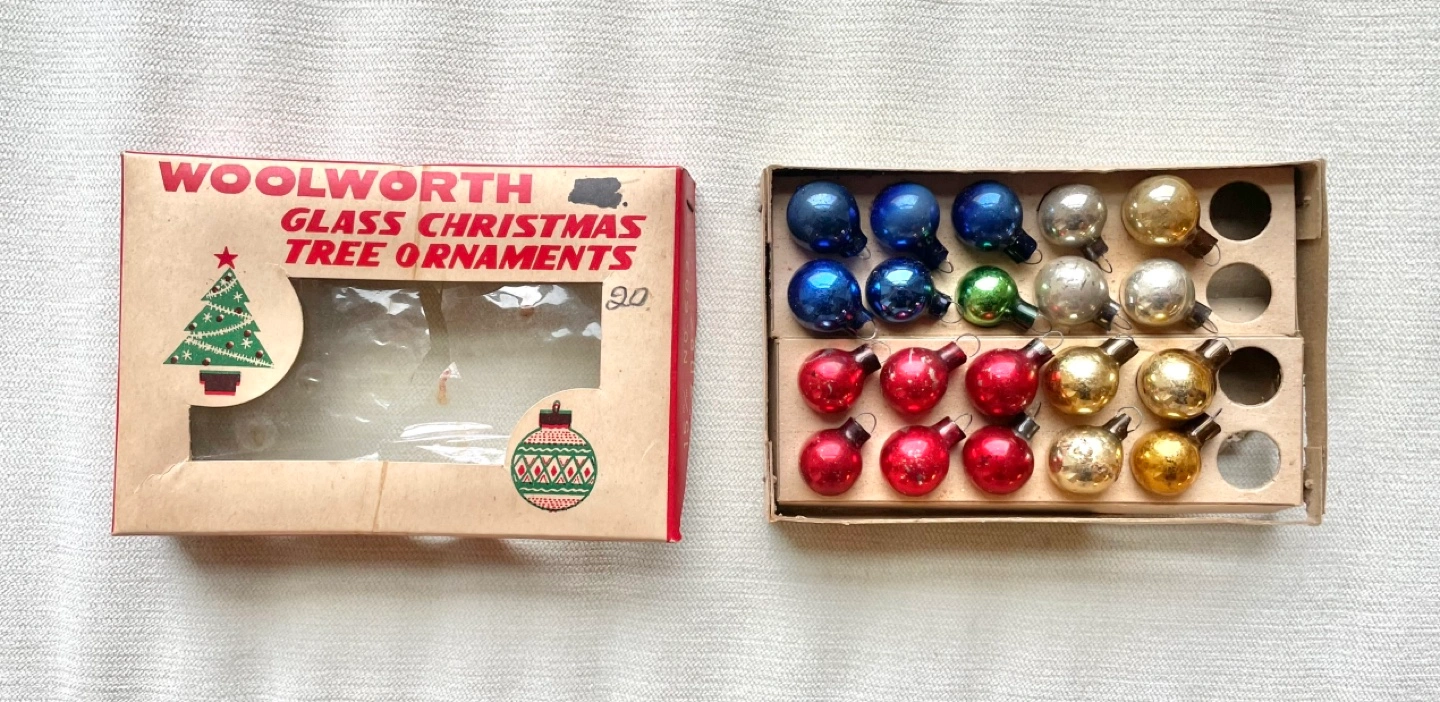 WOOLWORTH
GLASS CHRISTMAS
TREE ORNAMENTS
20